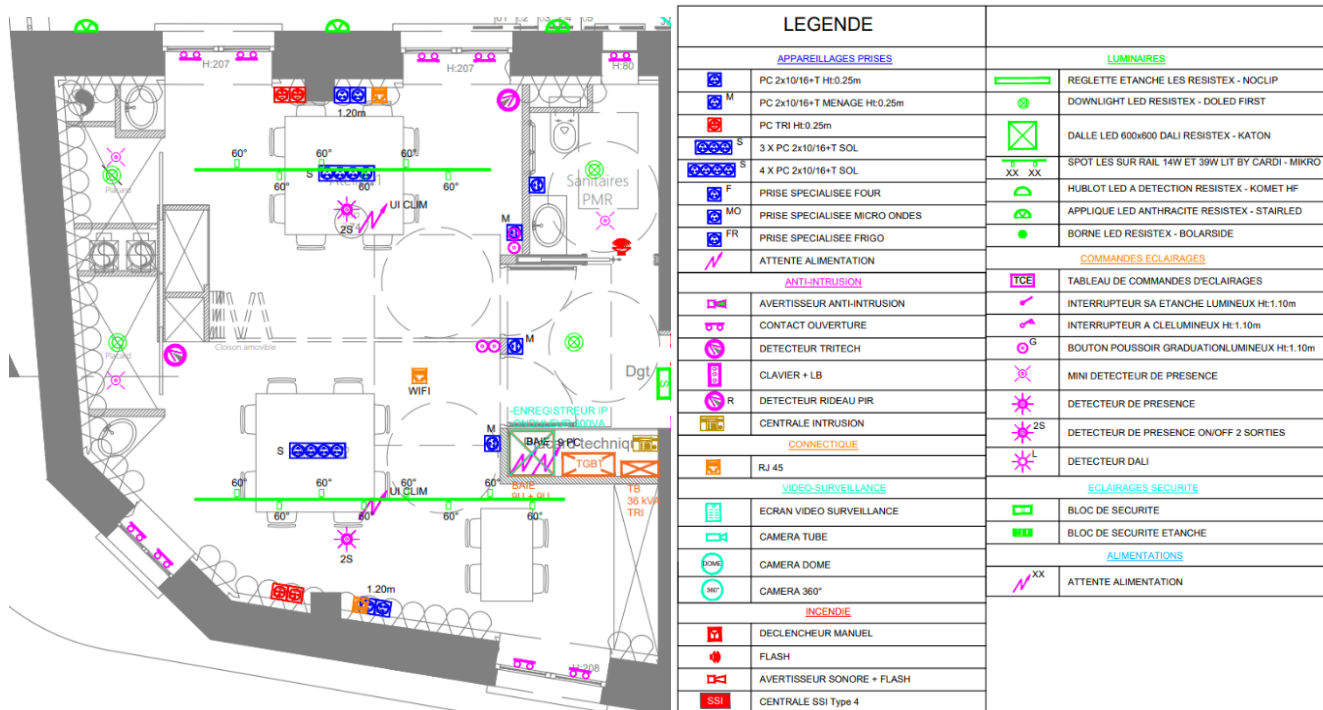 H:207
H:207
H:80
1.20m
60°
60°
60°
S
60°
60°
60°
Placard
Sanitaires
PMR
UI CLIM
2S
M
Cloison amovible
M
Placard
Dgt
S
WIFI
ENREGISTREUR IP
M
S
BAIE
9 PC
technique
TGBT
BAIE
9U + 9U
TB
36 kVA
TRI
60°
60°
60°
60°
UI CLIM
60°
60°
60°
60°
2S
1.20m
H:208
LEGENDE
APPAREILLAGES PRISES
PC 2x10/16+T Ht:0.25m
M
PC 2x10/16+T MENAGE Ht:0.25m
PC TRI Ht:0.25m
S
3 X PC 2x10/16+T SOL
S
4 X PC 2x10/16+T SOL
F
PRISE SPECIALISEE FOUR
MO
PRISE SPECIALISEE MICRO ONDES
FR
PRISE SPECIALISEE FRIGO
ATTENTE ALIMENTATION
ANTI-INTRUSION
AVERTISSEUR ANTI-INTRUSION
CONTACT OUVERTURE
DETECTEUR TRITECH
CLAVIER + LB
R
DETECTEUR RIDEAU PIR
CENTRALE INTRUSION
CONNECTIQUE
RJ 45
VIDEO-SURVEILLANCE
ECRAN VIDEO SURVEILLANCE
CAMERA TUBE
DOME
CAMERA DOME
360°
CAMERA 360°
INCENDIE
DECLENCHEUR MANUEL
FLASH
AVERTISSEUR SONORE + FLASH
SSI
CENTRALE SSI Type 4
LUMINAIRES
REGLETTE ETANCHE LES RESISTEX - NOCLIP
DOWNLIGHT LED RESISTEX - DOLED FIRST
DALLE LED 600x600 DALI RESISTEX - KATON
XX XX
SPOT LES SUR RAIL 14W ET 39W LIT BY CARDI - MIKRO
HUBLOT LED A DETECTION RESISTEX - KOMET HF
APPLIQUE LED ANTHRACITE RESISTEX - STAIRLED
BORNE LED RESISTEX - BOLARSIDE
COMMANDES ECLAIRAGES
TCE
TABLEAU DE COMMANDES D'ECLAIRAGES
INTERRUPTEUR SA ETANCHE LUMINEUX Ht:1.10m
INTERRUPTEUR A CLELUMINEUX Ht:1.10m
G
BOUTON POUSSOIR GRADUATIONLUMINEUX Ht:1.10m
MINI DETECTEUR DE PRESENCE
DETECTEUR DE PRESENCE
2S
DETECTEUR DE PRESENCE ON/OFF 2 SORTIES
L
DETECTEUR DALI
ECLAIRAGES SECURITE
BLOC DE SECURITE
BLOC DE SECURITE ETANCHE
ALIMENTATIONS
XX
ATTENTE ALIMENTATION